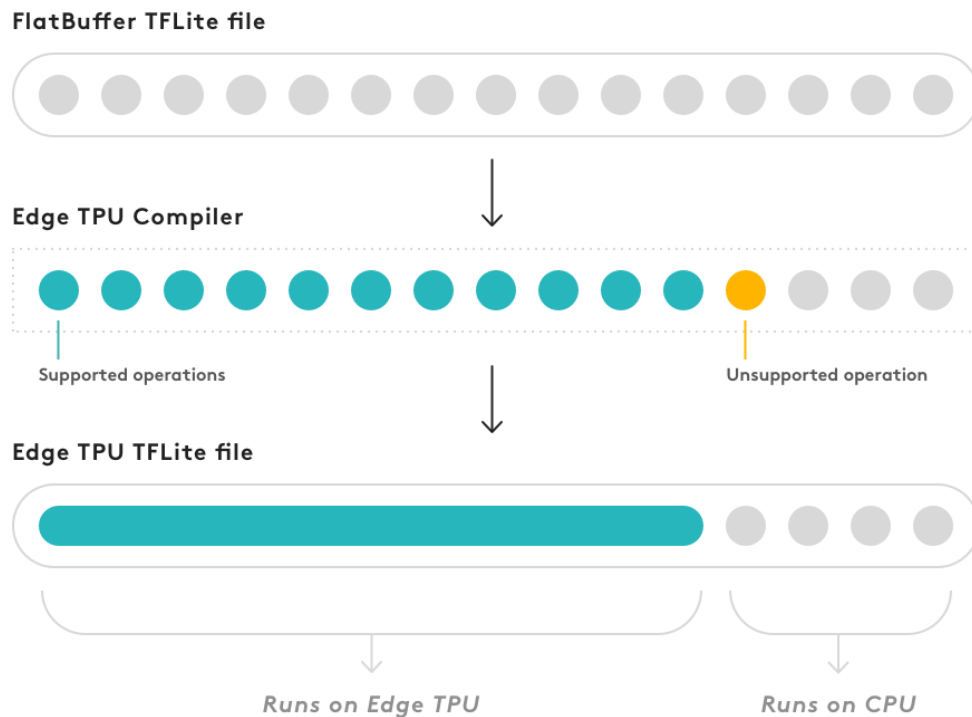 FlatBuffer TFLite file
Edge TPU Compiler
Supported operations
Unsupported operation
Edge TPU TFLite file
Runs on Edge TPU
Runs on CPU